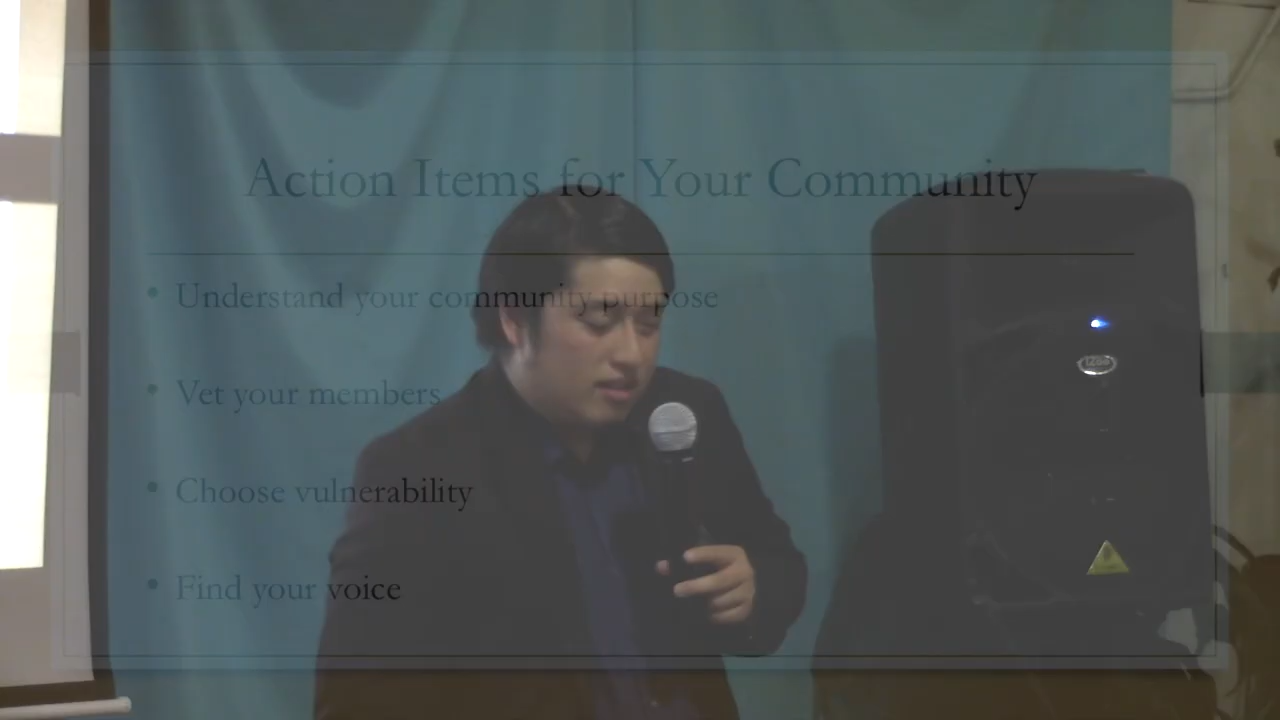 Action Items for Your Community
• Understand your community purpose
• Vet your members
• Choose vulnerability
• Find your voice